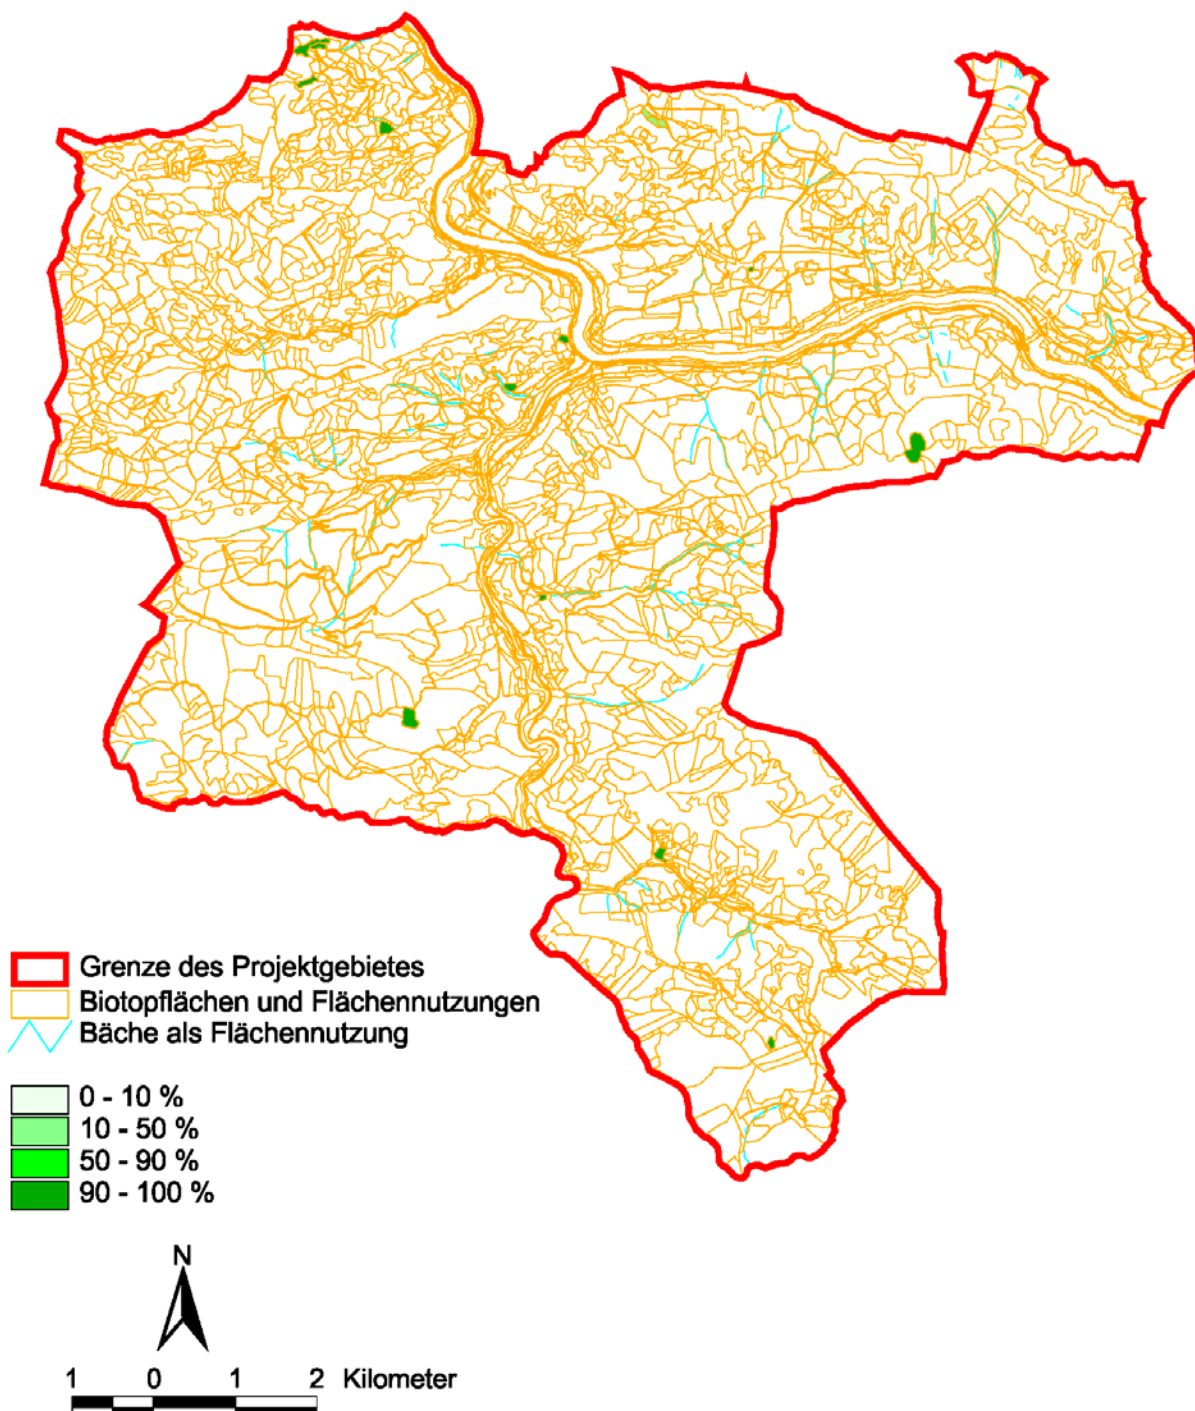 Grenze des Projektgebietes
Biotopflächen und Flächennutzungen
Bäche als Flächennutzung
0 - 10 %
10 - 50 %
50 - 90 %
90 - 100 %
N
1 0 1 2 Kilometer